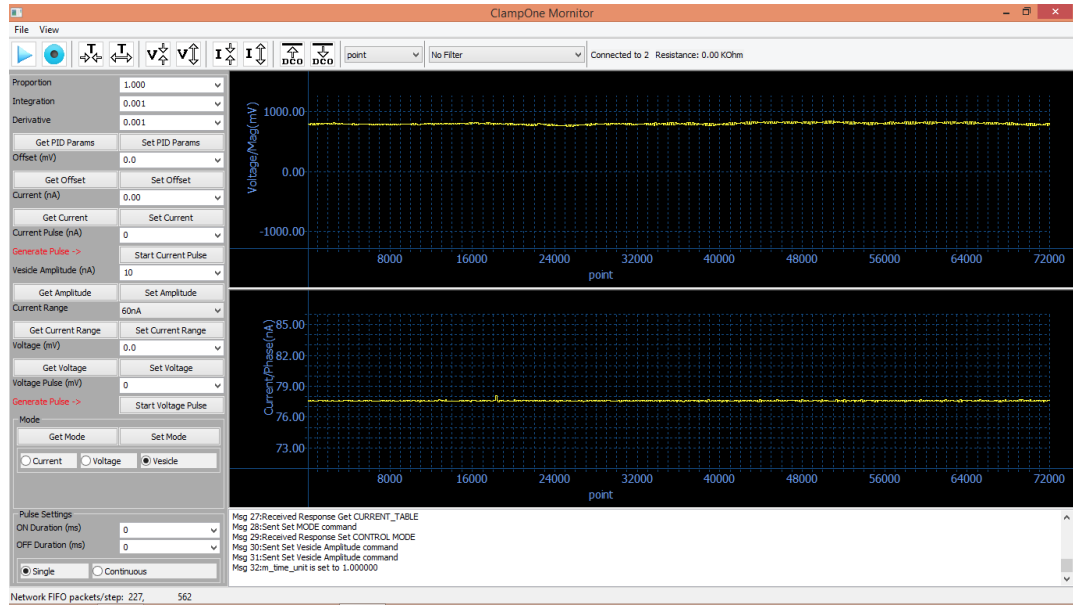 ClampOne Mornitor
File View
T T V V I I DCO DCO point No Filter Connected to 2 Resistance: 0.00 KOhm
Proportion 1.000
Integration 0.001
Derivative 0.001
Get PID Params Set PID Params
Offset (mV) 0.0
Get Offset Set Offset
Current (nA) 0.00
Get Current Set Current
Current Pulse (nA) 0
Generate Pulse -> Start Current Pulse
Veside Amplitude (nA) 10
Get Amplitude Set Amplitude
Current Range 60nA
Get Current Range Set Current Range
Voltage (mV) 0.0
Get Voltage Set Voltage
Voltage Pulse (mV) 0
Generate Pulse -> Start Voltage Pulse
Mode
Get Mode Set Mode
Current Voltage Veside
Pulse Settings
ON Duration (ms) 0
OFF Duration (ms) 0
Single Continuous
Voltage/Mag(mV)
1000.00
0.00
-1000.00
8000 16000 24000 32000 40000 48000 56000 64000 72000
point
Current/Phase(nA)
85.00
82.00
79.00
76.00
73.00
8000 16000 24000 32000 40000 48000 56000 64000 72000
point
Msg 27:Received Response Get CURRENT_TABLE
Msg 28:Sent Set MODE command
Msg 29:Received Response Set CONTROL MODE
Msg 30:Sent Set Veside Amplitude command
Msg 31:Sent Set Veside Amplitude command
Msg 32:m_time_unit is set to 1.000000
Network FIFO packets/step: 227, 562